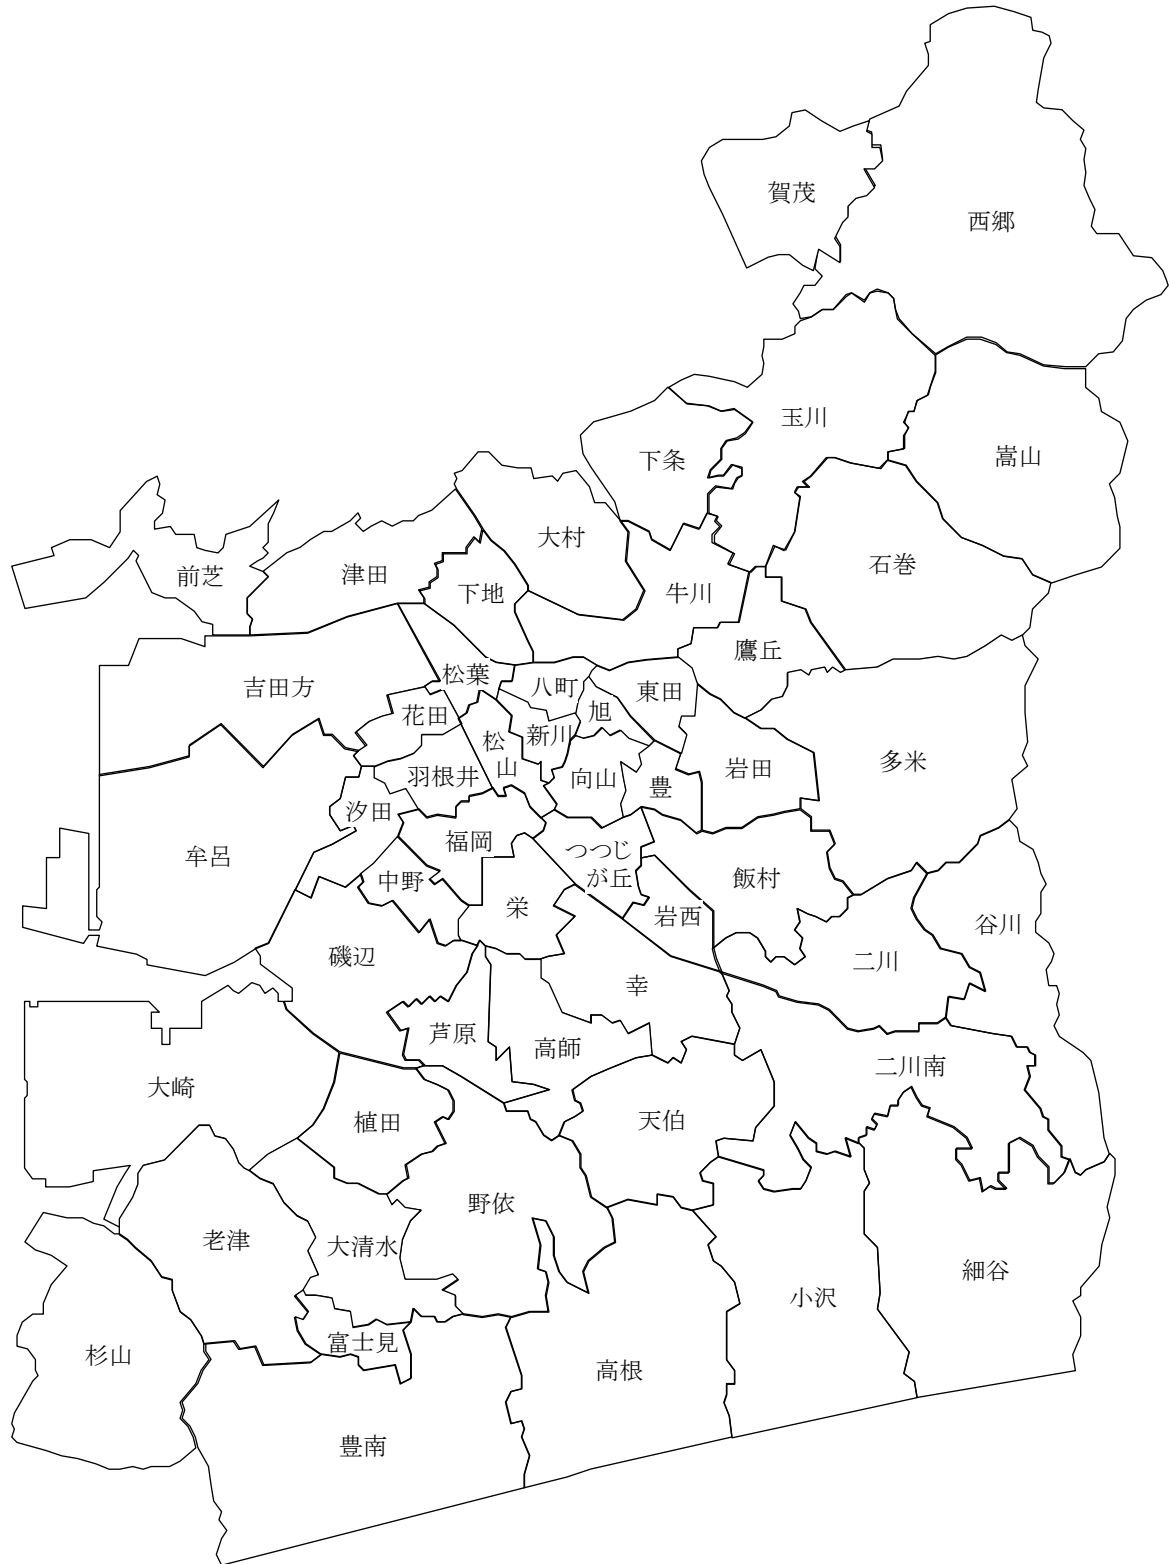 賀茂
西郷
玉川
下条
嵩山
大村
石巻
前芝
津田
下地
牛川
鷹丘
吉田方
松葉
八町
東田
花田
旭
新川
松
山
羽根井
向山
豊
岩田
多米
汐田
牟呂
福岡
つつじ
が丘
飯村
中野
栄
岩西
谷川
磯辺
二川
幸
芦原
高師
二川南
大崎
植田
天伯
野依
老津
大清水
細谷
小沢
富士見
杉山
高根
豊南